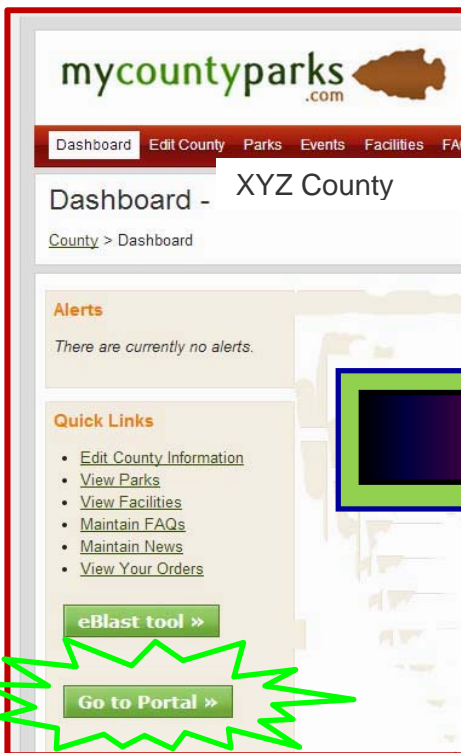 mycountyparks
.com
Dashboard Edit County Parks Events Facilities FA
Dashboard - XYZ County
County > Dashboard
Alerts
There are currently no alerts.
Quick Links
Edit County Information
View Parks
View Facilities
Maintain FAQs
Maintain News
View Your Orders
eBlast tool »
Go to Portal »